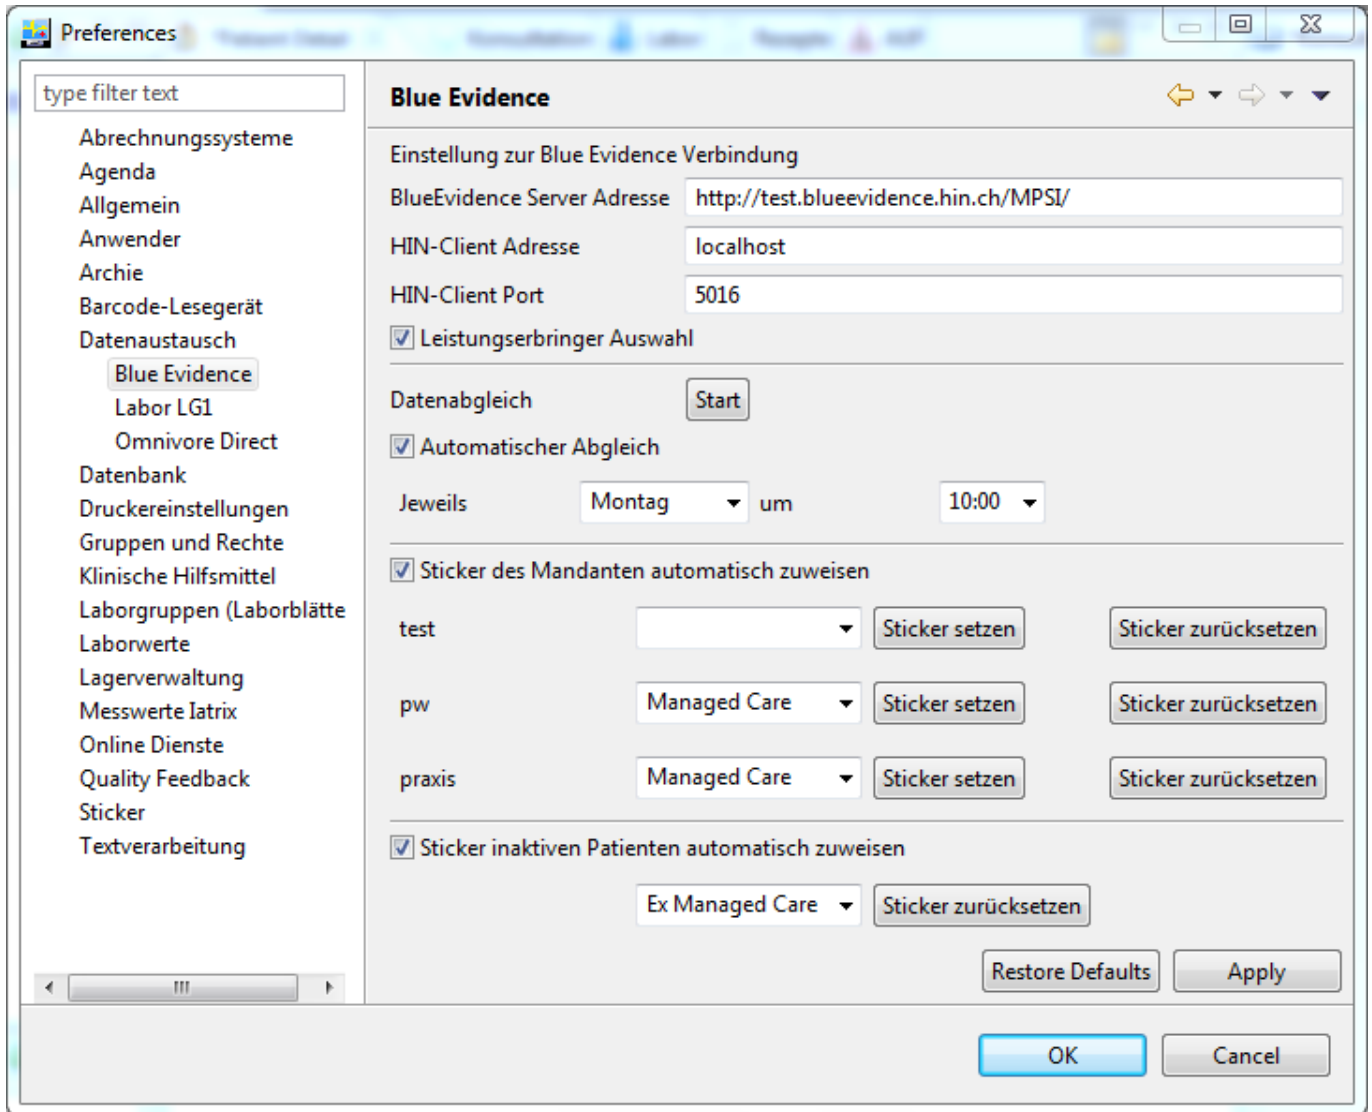 Preferences
type filter text
Abrechnungssysteme
Agenda
Allgemein
Anwender
Archie
Barcode-Lesegerät
Datenaustausch
Blue Evidence
Labor LG1
Omnivore Direct
Datenbank
Druckereinstellungen
Gruppen und Rechte
Klinische Hilfsmittel
Laborgruppen (Laborblätte
Laborwerte
Lagerverwaltung
Messwerte Iatrix
Online Dienste
Quality Feedback
Sticker
Textverarbeitung
Blue Evidence
Einstellung zur Blue Evidence Verbindung
BlueEvidence Server Adresse http://test.blueevidence.hin.ch/MPSI/
HIN-Client Adresse localhost
HIN-Client Port 5016
Leistungserbringer Auswahl
Datenabgleich Start
Automatischer Abgleich
Jeweils Montag um 10:00
Sticker des Mandanten automatisch zuweisen
test Sticker setzen Sticker zurücksetzen
pw Managed Care Sticker setzen Sticker zurücksetzen
praxis Managed Care Sticker setzen Sticker zurücksetzen
Sticker inaktiven Patienten automatisch zuweisen
Ex Managed Care Sticker zurücksetzen
Restore Defaults Apply
OK Cancel